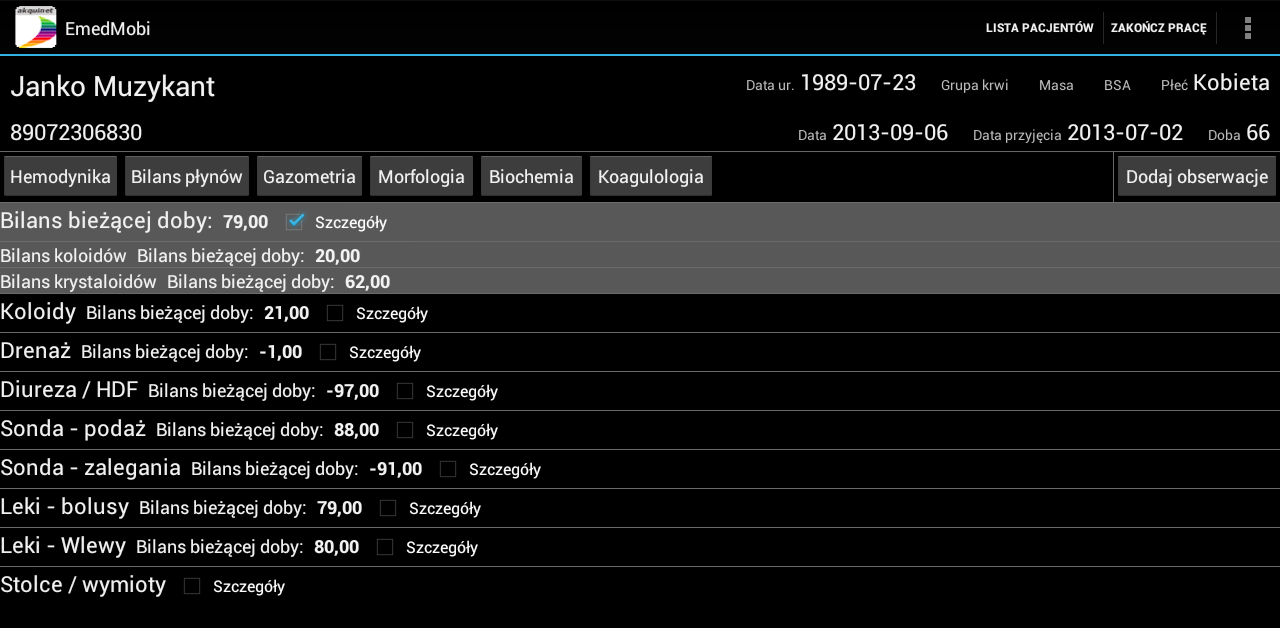 akquinet
EmedMobi LISTA PACJENTÓW ZAKOŃCZ PRACĘ
Janko Muzykant Data ur. 1989-07-23 Grupa krwi Masa BSA Płeć Kobieta
89072306830 Data 2013-09-06 Data przyjęcia 2013-07-02 Doba 66
Hemodynika Bilans płynów Gazometria Morfologia Biochemia Koagulologia Dodaj obserwacje
Bilans bieżącej doby: 79,00 Szczegóły
Bilans koloidów Bilans bieżącej doby: 20,00
Bilans krystaloidów Bilans bieżącej doby: 62,00
Koloidy Bilans bieżącej doby: 21,00 Szczegóły
Drenaż Bilans bieżącej doby: -1,00 Szczegóły
Diureza / HDF Bilans bieżącej doby: -97,00 Szczegóły
Sonda - podaż Bilans bieżącej doby: 88,00 Szczegóły
Sonda - zalegania Bilans bieżącej doby: -91,00 Szczegóły
Leki - bolusy Bilans bieżącej doby: 79,00 Szczegóły
Leki - Wlewy Bilans bieżącej doby: 80,00 Szczegóły
Stolce / wymioty Szczegóły